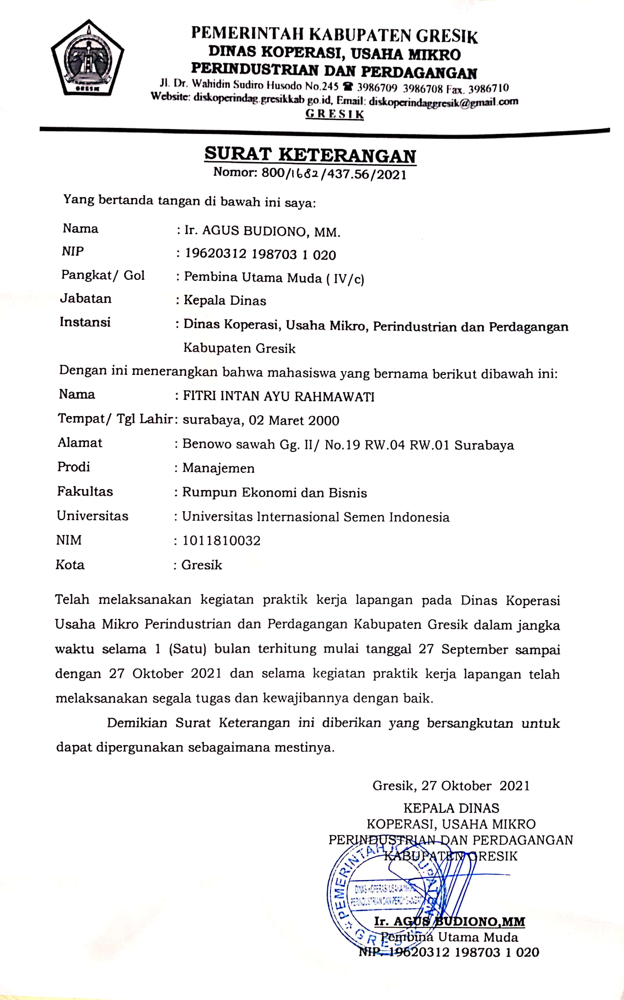 PEMERINTAH KABUPATEN GRESIK
DINAS KOPERASI, USAHA MIKRO
PERINDUSTRIAN DAN PERDAGANGAN
Jl. Dr. Wahidin Sudiro Husodo No.245 ☎ 3986709 3986708 Fax. 3986710
Website: diskoperindag.gresikkab go.id, Email: diskoperindaggresik@gmail.com
GRESIK
GRESIK
SURAT KETERANGAN
Nomor: 800/1682/437.56/2021
Yang bertanda tangan di bawah ini saya:
Nama : Ir. AGUS BUDIONO, MM.
NIP : 19620312 198703 1 020
Pangkat/ Gol : Pembina Utama Muda ( IV/c)
Jabatan : Kepala Dinas
Instansi : Dinas Koperasi, Usaha Mikro, Perindustrian dan Perdagangan
Kabupaten Gresik
Dengan ini menerangkan bahwa mahasiswa yang bernama berikut dibawah ini:
Nama : FITRI INTAN AYU RAHMAWATI
Tempat/ Tgl Lahir: surabaya, 02 Maret 2000
Alamat : Benowo sawah Gg. II/ No.19 RW.04 RW.01 Surabaya
Prodi : Manajemen
Fakultas : Rumpun Ekonomi dan Bisnis
Universitas : Universitas Internasional Semen Indonesia
NIM : 1011810032
Kota : Gresik
Telah melaksanakan kegiatan praktik kerja lapangan pada Dinas Koperasi
Usaha Mikro Perindustrian dan Perdagangan Kabupaten Gresik dalam jangka
waktu selama 1 (Satu) bulan terhitung mulai tanggal 27 September sampai
dengan 27 Oktober 2021 dan selama kegiatan praktik kerja lapangan telah
melaksanakan segala tugas dan kewajibannya dengan baik.
Demikian Surat Keterangan ini diberikan yang bersangkutan untuk
dapat dipergunakan sebagaimana mestinya.
Gresik, 27 Oktober 2021
KEPALA DINAS
KOPERASI, USAHA MIKRO
PERINDUSTRIAN DAN PERDAGANGAN
KABUPATEN GRESIK
PEMERINTAH KABUPATEN
DINAS KOPERASI USAHA MIKRO
PERINDUSTRIAN DAN PERDAGANGAN
GRESIK
Ir. AGUS BUDIONO,MM
Pembina Utama Muda
NIP. 19620312 198703 1 020